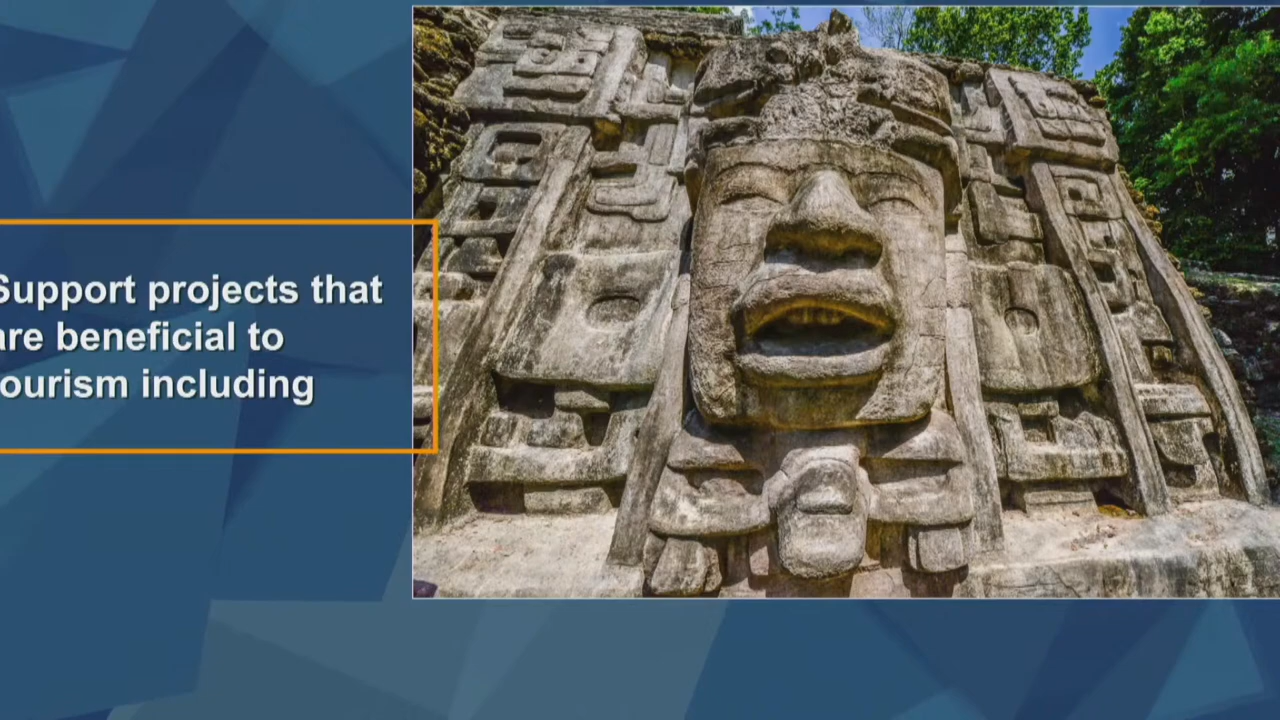 Support projects that
are beneficial to
ourism including